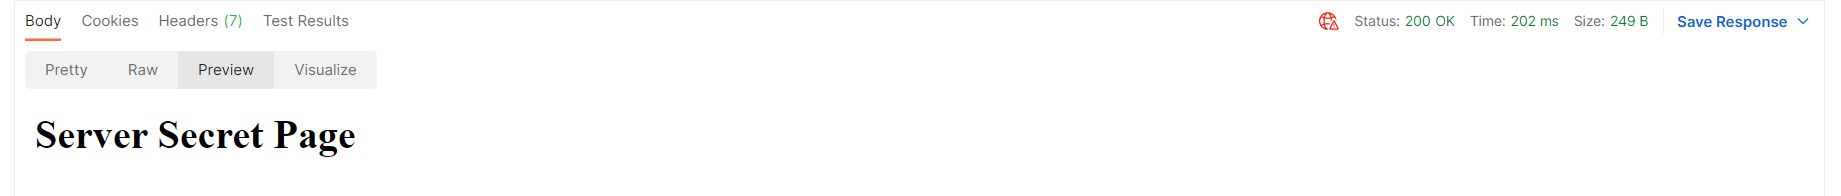 Body Cookies Headers (7) Test Results Status: 200 OK Time: 202 ms Size: 249 B Save Response
Pretty Raw Preview Visualize
Server Secret Page